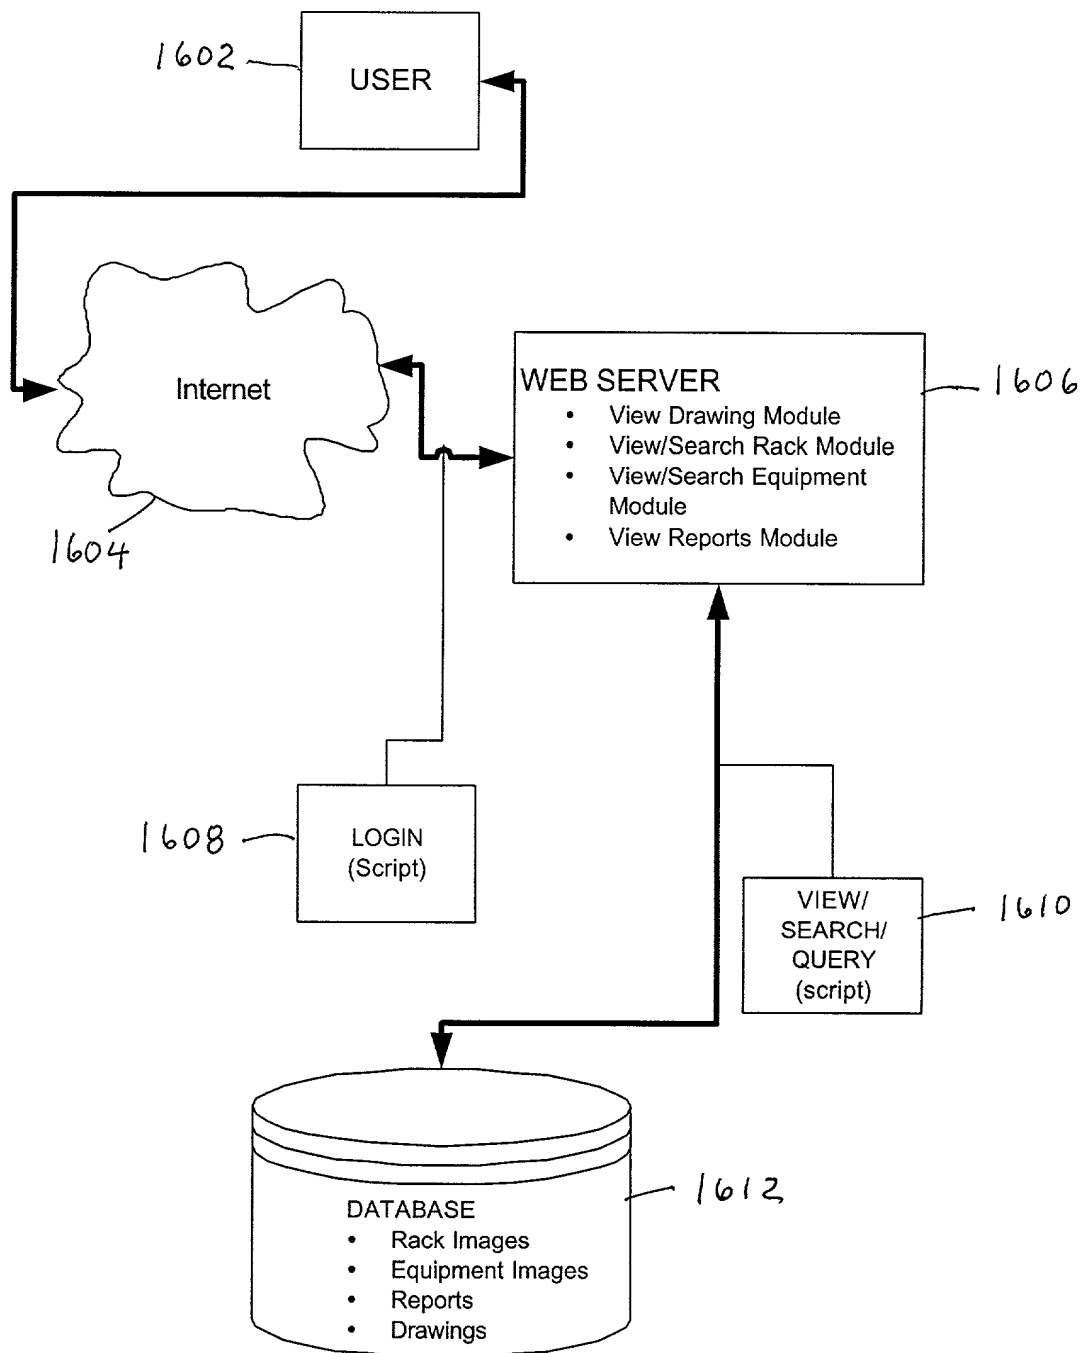 1602
USER
Internet
1604
WEB SERVER
• View Drawing Module
• View/Search Rack Module
• View/Search Equipment
Module
• View Reports Module
1606
1608
LOGIN
(Script)
VIEW/
SEARCH/
QUERY
(script)
1610
1612
DATABASE
• Rack Images
• Equipment Images
• Reports
• Drawings